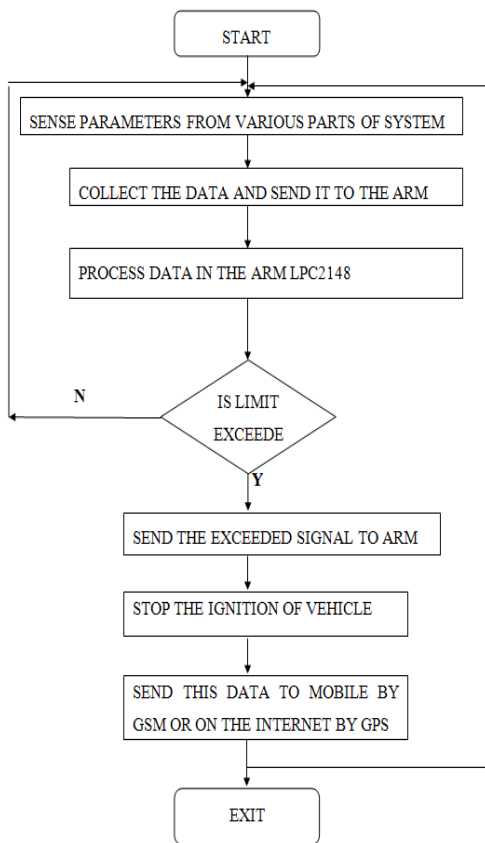 START
SENSE PARAMETERS FROM VARIOUS PARTS OF SYSTEM
COLLECT THE DATA AND SEND IT TO THE ARM
PROCESS DATA IN THE ARM LPC2148
IS LIMIT
EXCEEDE
N
Y
SEND THE EXCEEDED SIGNAL TO ARM
STOP THE IGNITION OF VEHICLE
SEND THIS DATA TO MOBILE BY
GSM OR ON THE INTERNET BY GPS
EXIT